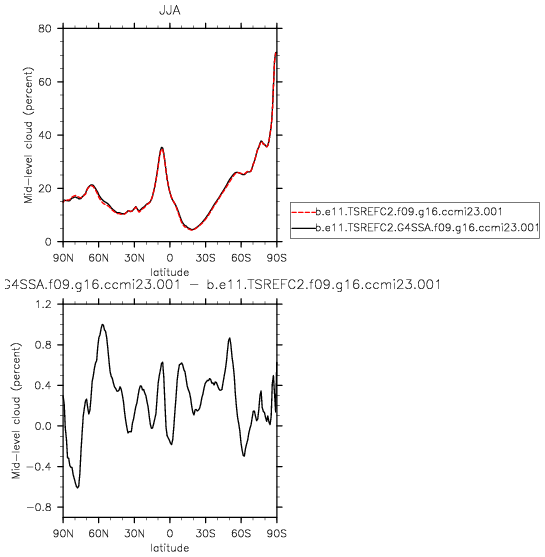 JJA
80
60
40
20
0
Mid-level cloud (percent)
90N 60N 30N 0 30S 60S 90S
latitude
b.e11.TSREFC2.f09.g16.ccmi23.001
b.e11.TSREFC2.G4SSA.f09.g16.ccmi23.001
G4SSA.f09.g16.ccmi23.001 - b.e11.TSREFC2.f09.g16.ccmi23.001
1.2
0.8
0.4
0.0
-0.4
-0.8
Mid-level cloud (percent)
90N 60N 30N 0 30S 60S 90S
latitude